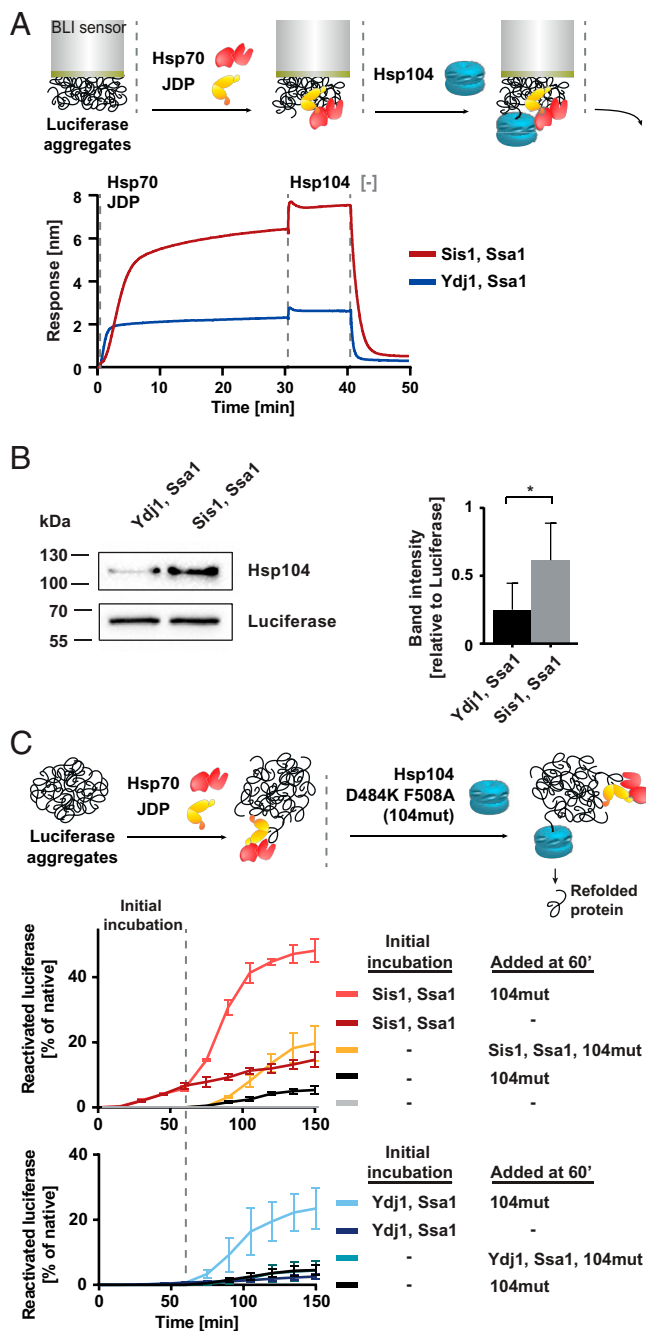 A
BLI sensor
Hsp70
JDP
Hsp104
Luciferase
aggregates
Hsp70
JDP
Hsp104
[-]
8
6
4
2
0
Response [nm]
0 10 20 30 40 50
Time [min]
Sis1, Ssa1
Ydj1, Ssa1
B
kDa
Ydj1, Ssa1
Sis1, Ssa1
130
100
Hsp104
70
55
Luciferase
Band intensity
[relative to Luciferase]
1
0.5
0
*
Ydj1, Ssa1
Sis1, Ssa1
C
Luciferase
aggregates
Hsp70
JDP
Hsp104
D484K F508A
(104mut)
Refolded
protein
Initial
incubation
Reactivated luciferase
[% of native]
40
20
0
0 50 100 150
Initial
incubation
Added at 60'
Sis1, Ssa1 104mut
Sis1, Ssa1 -
- Sis1, Ssa1, 104mut
- 104mut
- -
Reactivated luciferase
[% of native]
40
20
0
0 50 100 150
Time [min]
Initial
incubation
Added at 60'
Ydj1, Ssa1 104mut
Ydj1, Ssa1 -
- Ydj1, Ssa1, 104mut
- 104mut